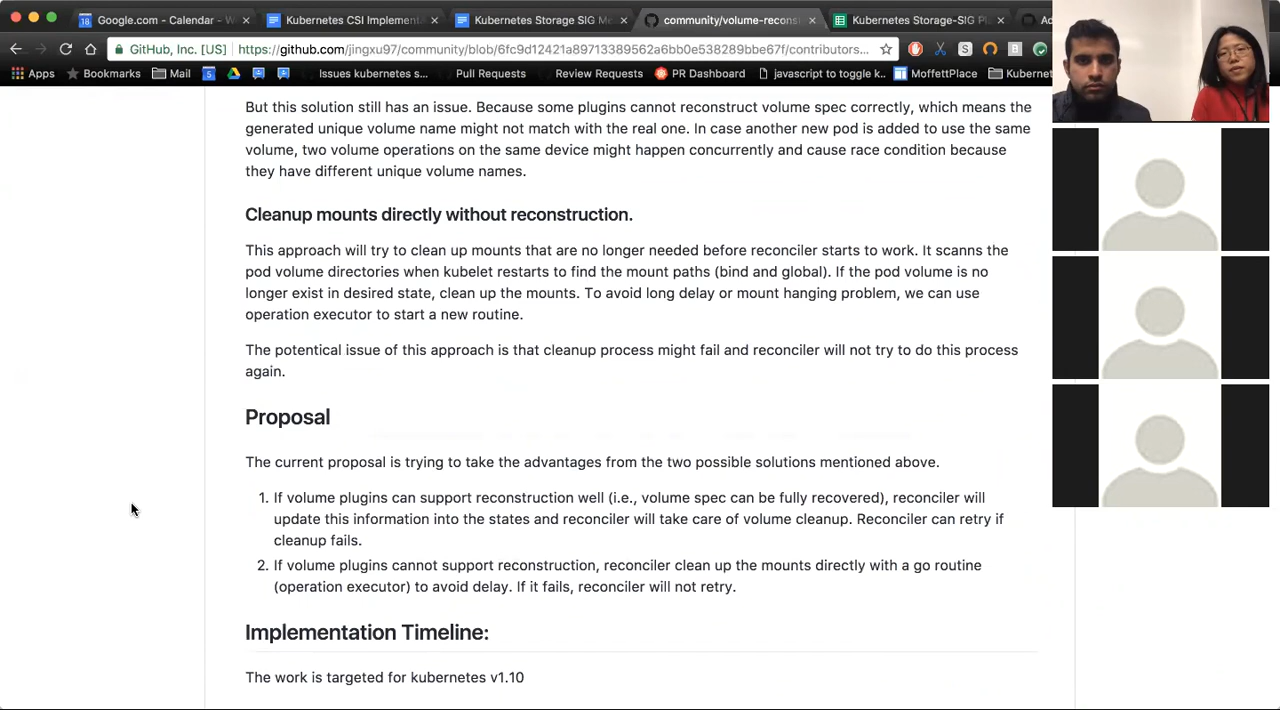 Google.com - Calendar - W
Kubernetes CSI Implement
Kubernetes Storage SIG Me
community/volume-recons
Kubernetes Storage-SIG Pl
GitHub, Inc. [US]
https://github.com/jingxu97/community/blob/6fc9d12421a89713389562a6bb0e538289bbe67f/contributors...
Apps
Bookmarks
Mail
Issues kubernetes s...
Pull Requests
Review Requests
PR Dashboard
javascript to toggle k..
MoffettPlace
Kubernet
But this solution still has an issue. Because some plugins cannot reconstruct volume spec correctly, which means the
generated unique volume name might not match with the real one. In case another new pod is added to use the same
volume, two volume operations on the same device might happen concurrently and cause race condition because
they have different unique volume names.
Cleanup mounts directly without reconstruction.
This approach will try to clean up mounts that are no longer needed before reconciler starts to work. It scans the
pod volume directories when kubelet restarts to find the mount paths (bind and global). If the pod volume is no
longer exist in desired state, clean up the mounts. To avoid long delay or mount hanging problem, we can use
operation executor to start a new routine.
The potentical issue of this approach is that cleanup process might fail and reconciler will not try to do this process
again.
Proposal
The current proposal is trying to take the advantages from the two possible solutions mentioned above.
1. If volume plugins can support reconstruction well (i.e., volume spec can be fully recovered), reconciler will
update this information into the states and reconciler will take care of volume cleanup. Reconciler can retry if
cleanup fails.
2. If volume plugins cannot support reconstruction, reconciler clean up the mounts directly with a go routine
(operation executor) to avoid delay. If it fails, reconciler will not retry.
Implementation Timeline:
The work is targeted for kubernetes v1.10